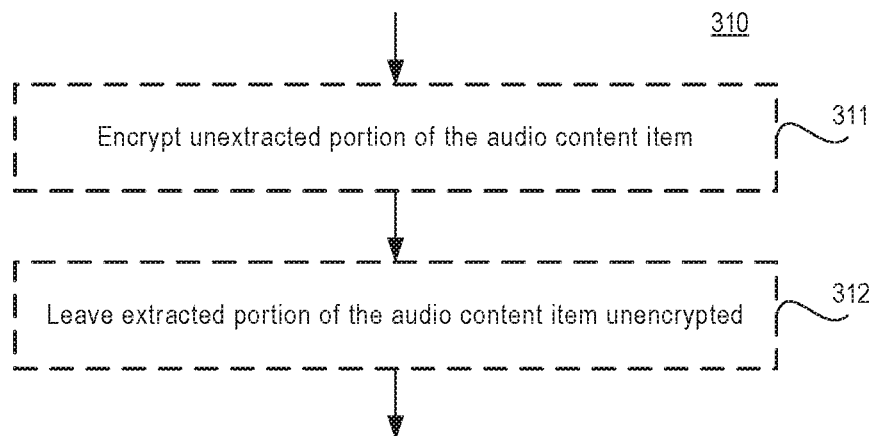 310
Encrypt unextracted portion of the audio content item
311
Leave extracted portion of the audio content item unencrypted
312